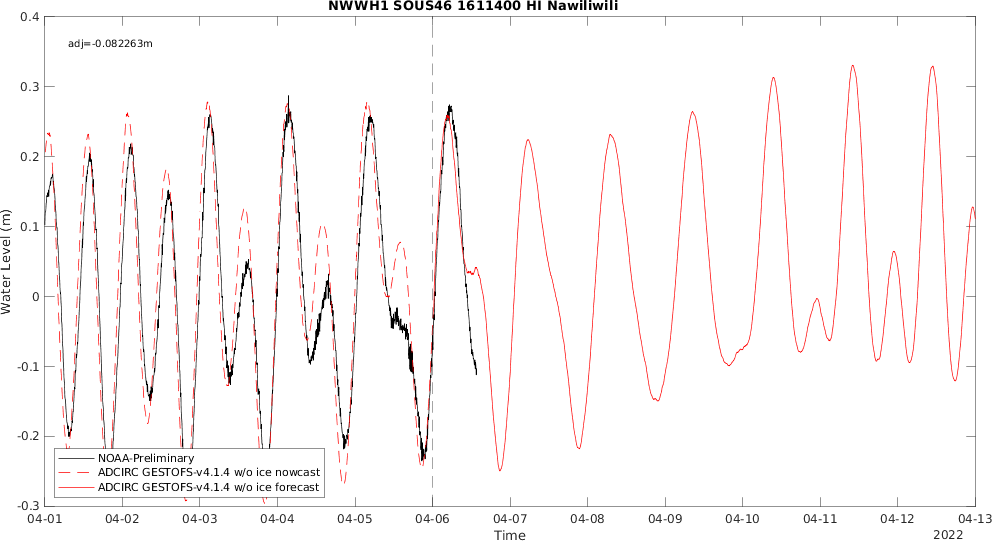 NWWH1 SOUS46 1611400 HI Nawiliwili
adj=-0.082263m
0.4
0.3
0.2
0.1
0
-0.1
-0.2
-0.3
Water Level (m)
NOAA-Preliminary
ADCIRC GESTOFS-v4.1.4 w/o ice nowcast
ADCIRC GESTOFS-v4.1.4 w/o ice forecast
04-01 04-02 04-03 04-04 04-05 04-06 04-07 04-08 04-09 04-10 04-11 04-12 04-13
Time
2022